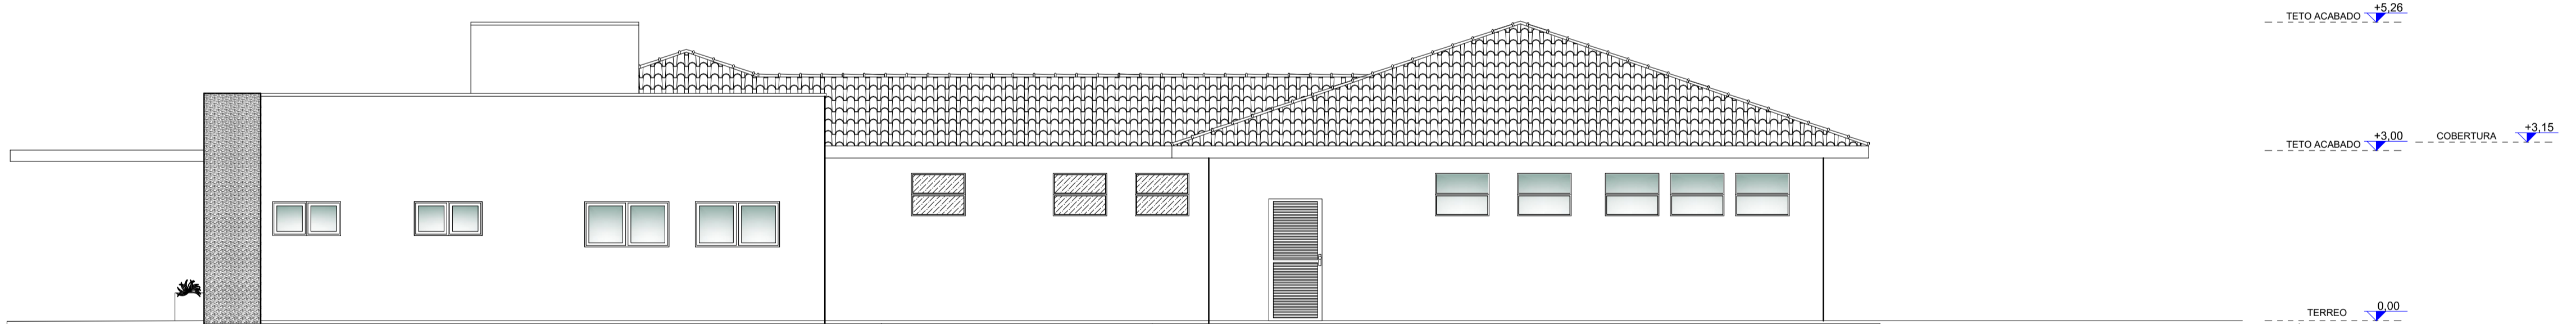 +5,26
TETO ACABADO
+3,15
COBERTURA
+3,00
TETO ACABADO
0,00
TERREO